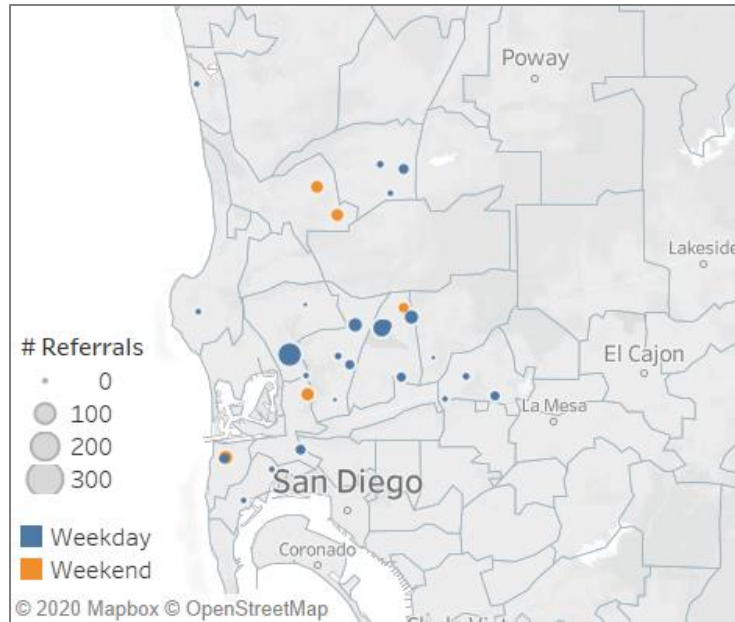 Poway
Lakeside
# Referrals
0
100
200
300
El Cajon
La Mesa
San Diego
Weekday
Coronado
Weekend
© 2020 Mapbox © OpenStreetMap